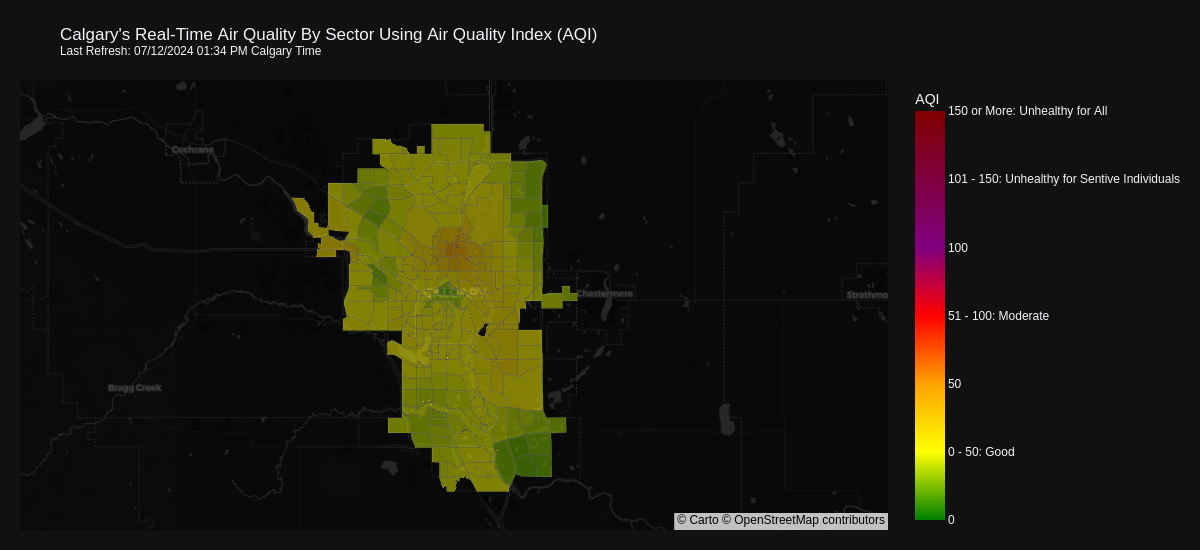 Calgary's Real-Time Air Quality By Sector Using Air Quality Index (AQI)
Last Refresh: 07/12/2024 01:34 PM Calgary Time
AQI
150 or More: Unhealthy for All
Cochrane
101 - 150: Unhealthy for Sentive Individuals
100
CALGARY
Chestermere
Strathmo
51 - 100: Moderate
50
Bragg Creek
0 - 50: Good
© Carto © OpenStreetMap contributors
0